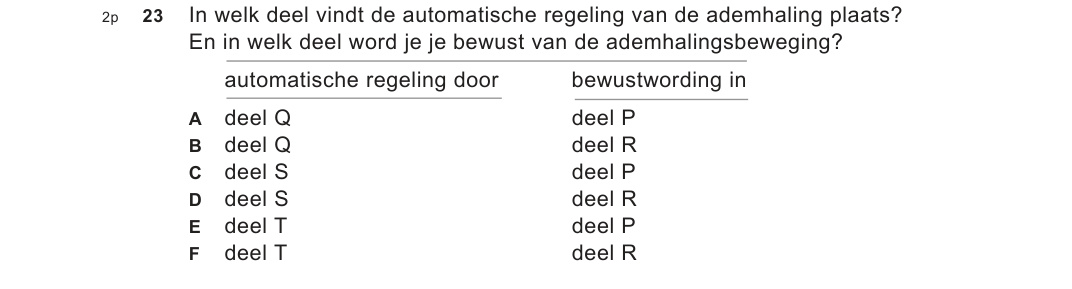 2p 23 In welk deel vindt de automatische regeling van de ademhaling plaats?
En in welk deel word je je bewust van de ademhalingsbeweging?
automatische regeling door bewustwording in
A deel Q deel P
B deel Q deel R
C deel S deel P
D deel S deel R
E deel T deel P
F deel T deel R